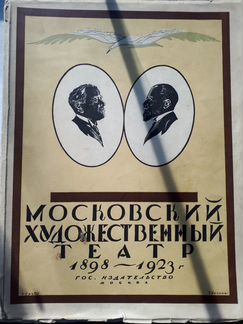 МОСКОВСКИЙ
ХУДОЖЕСТВЕННЫЙ
ТЕАТР
1898—1923 г
ГОС. ИЗДАТЕЛЬСТВО
МОСКВА